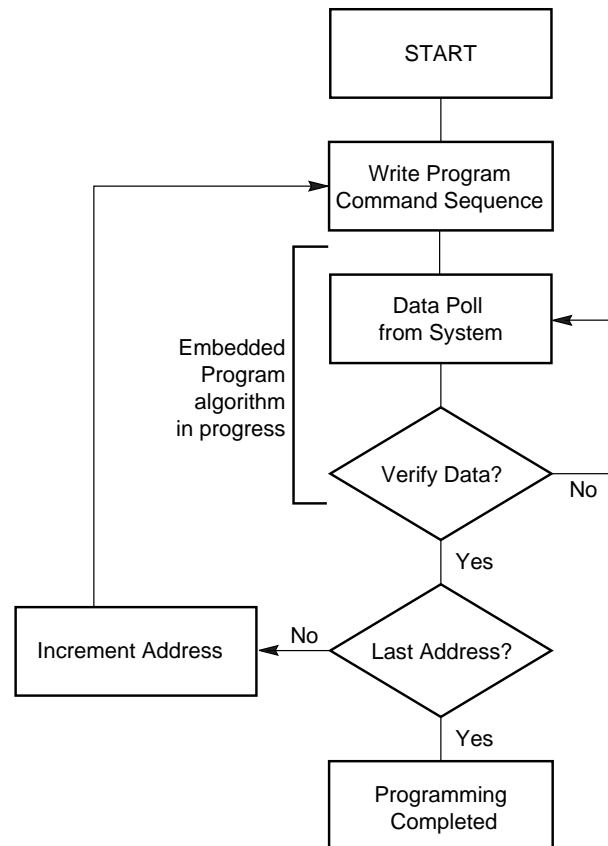 START
Write Program
Command Sequence
Data Poll
from System
Embedded
Program
algorithm
in progress
Verify Data?
No
Yes
Increment Address
No
Last Address?
Yes
Programming
Completed